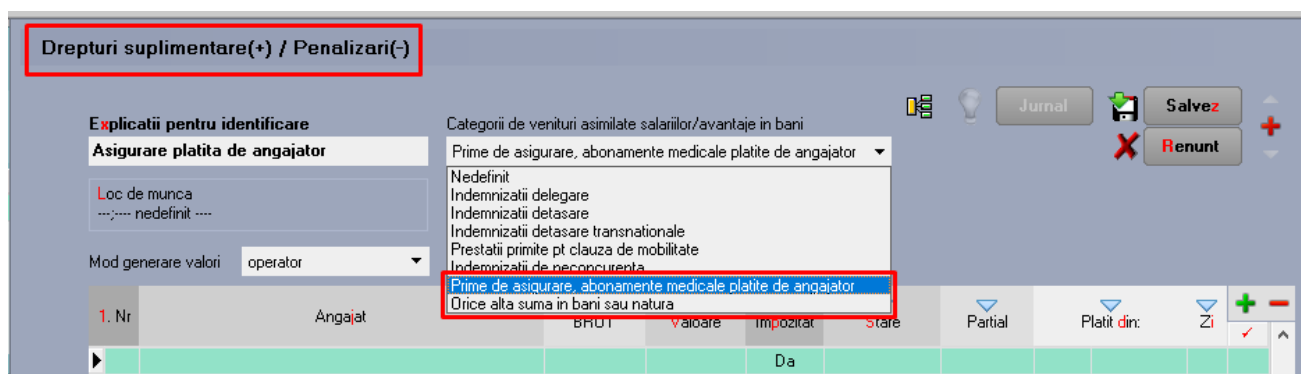 Drepturi suplimentare(+) / Penalizari(-)
Jurnal
Salvez
Renunt
Explicatii pentru identificare
Categorii de venituri asimilate salariilor/avantaje in bani
Asigurare platita de angajator
Prime de asigurare, abonamente medicale platite de angajator
Nedefinit
Indemnizatii delegare
Indemnizatii detasare
Indemnizatii detasare transnationale
Prestatii primite pt clauza de mobilitate
Indemnizatii de neconcurenta
Prime de asigurare, abonamente medicale platite de angajator
Orice alta suma in bani sau natura
Loc de munca
---;---- nedefinit ----
Mod generare valori
operator
1. Nr
Angajat
BRUT
Valoare
Impozitat
Stare
Partial
Platit din:
Zi
Da